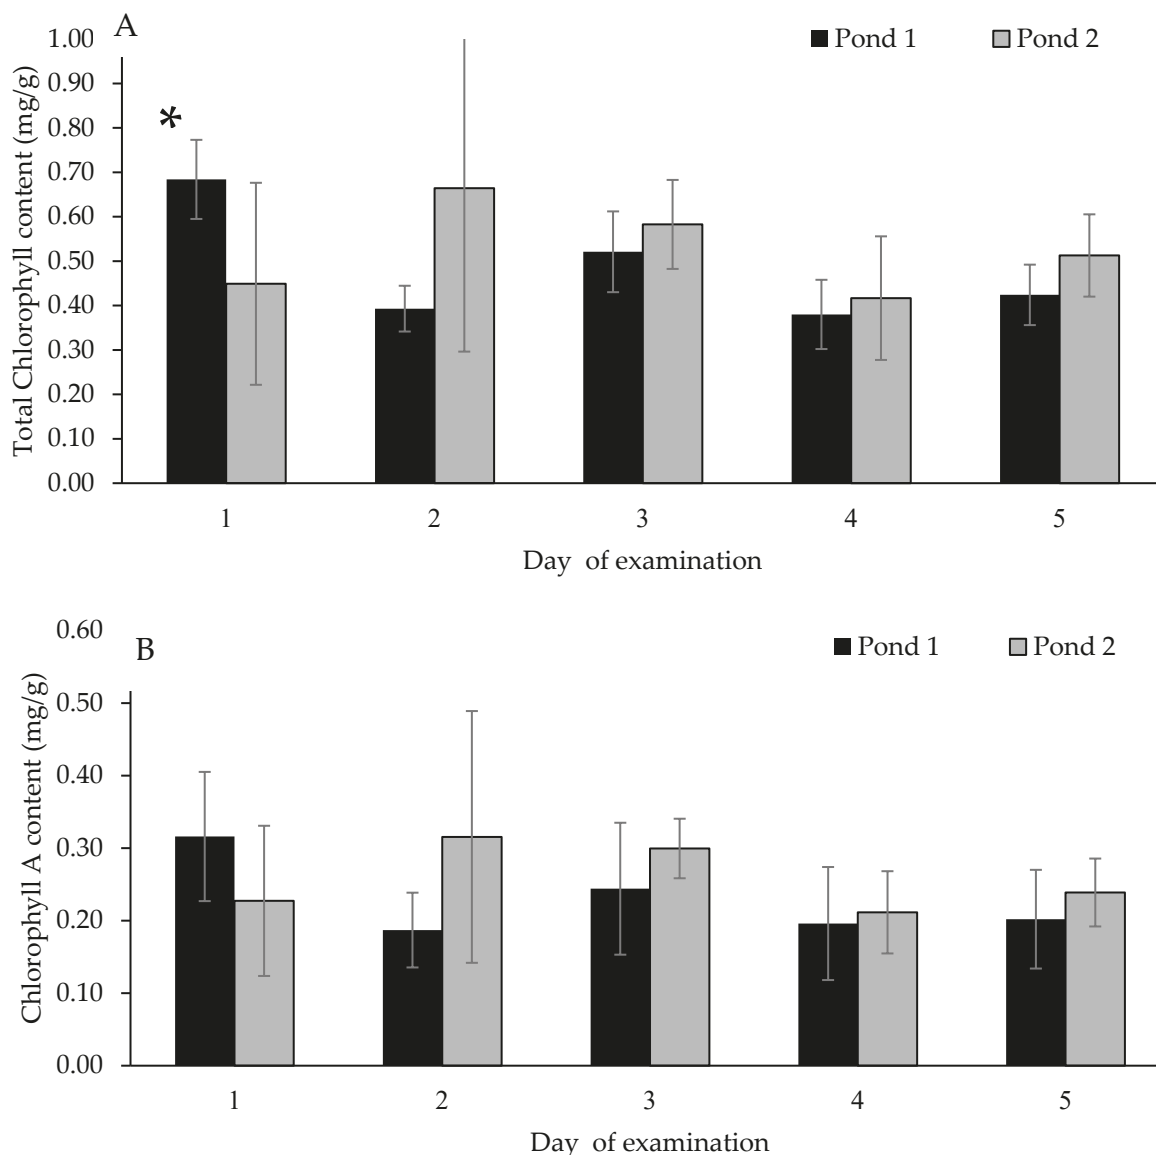 A
Pond 1
Pond 2
Total Chlorophyll content (mg/g)
1.00
0.90
0.80
0.70
0.60
0.50
0.40
0.30
0.20
0.10
0.00
*
1 2 3 4 5
Day of examination
B
Pond 1
Pond 2
Chlorophyll A content (mg/g)
0.60
0.50
0.40
0.30
0.20
0.10
0.00
1 2 3 4 5
Day of examination